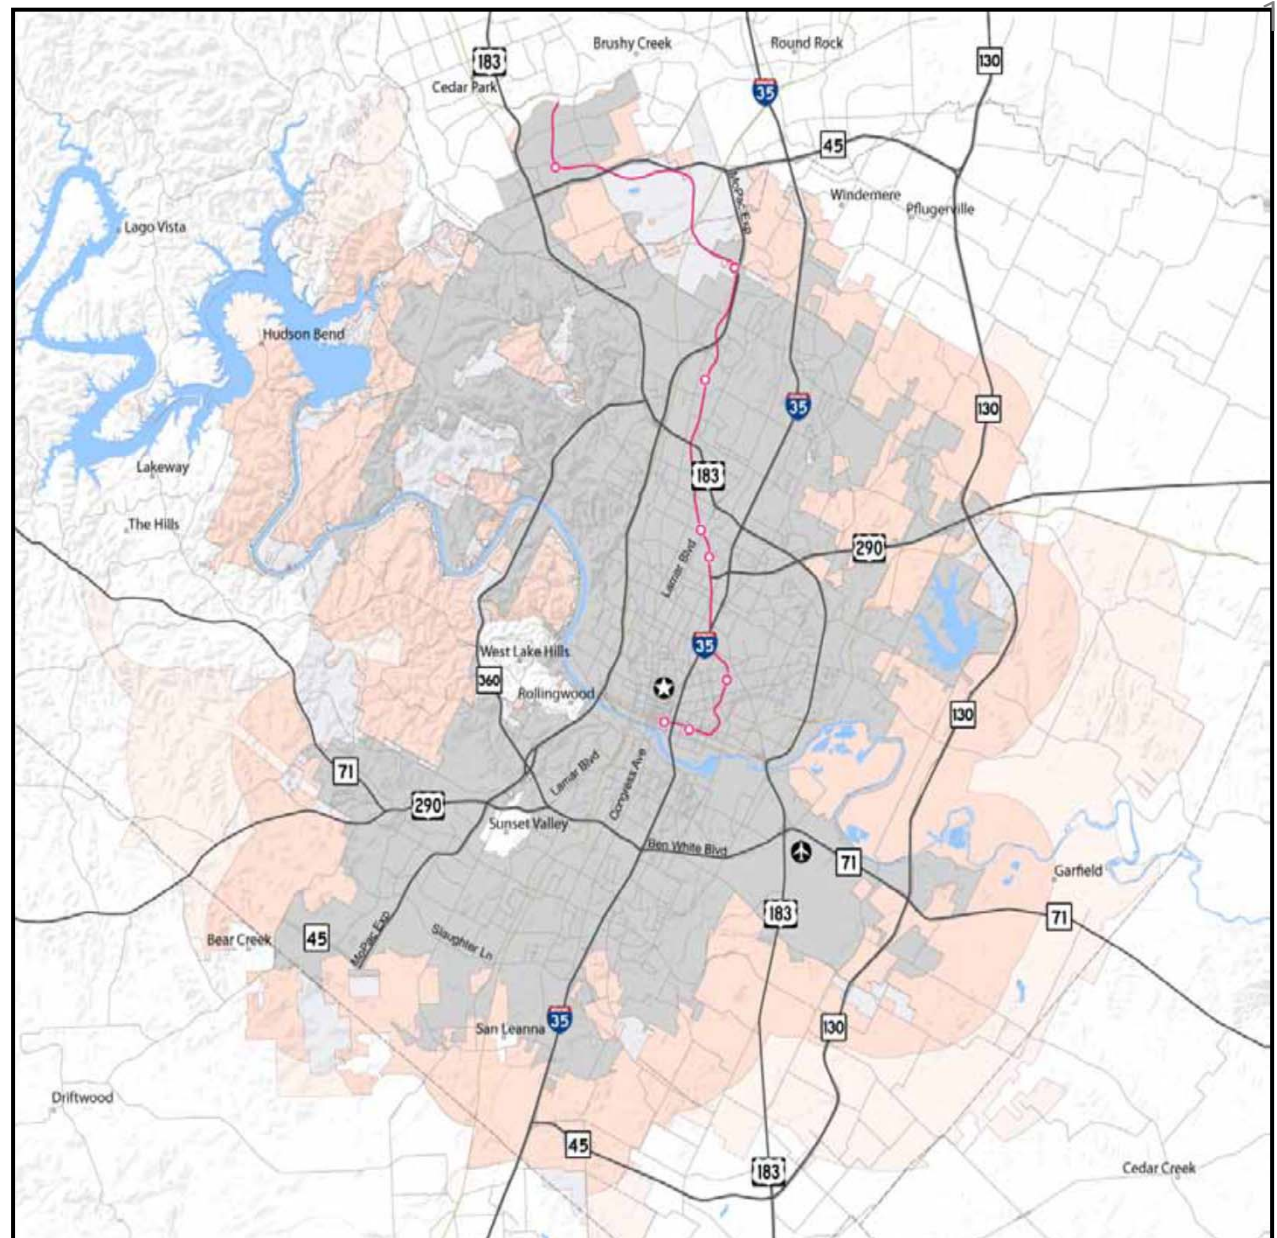 Brushy Creek
Round Rock
183
130
Cedar Park
35
45
MoPac Exp
Windemere
Pflugerville
Lago Vista
Hudson Bend
35
130
Lakeway
183
The Hills
290
Lamar Blvd
35
West Lake Hills
360
Rollingwood
130
71
Lamar Blvd
Congress Ave
290
Sunset Valley
Ben White Blvd
71
Garfield
183
71
Bear Creek
45
MoPac Exp
Slaughter Ln
San Leanna
35
130
Driftwood
45
183
Cedar Creek